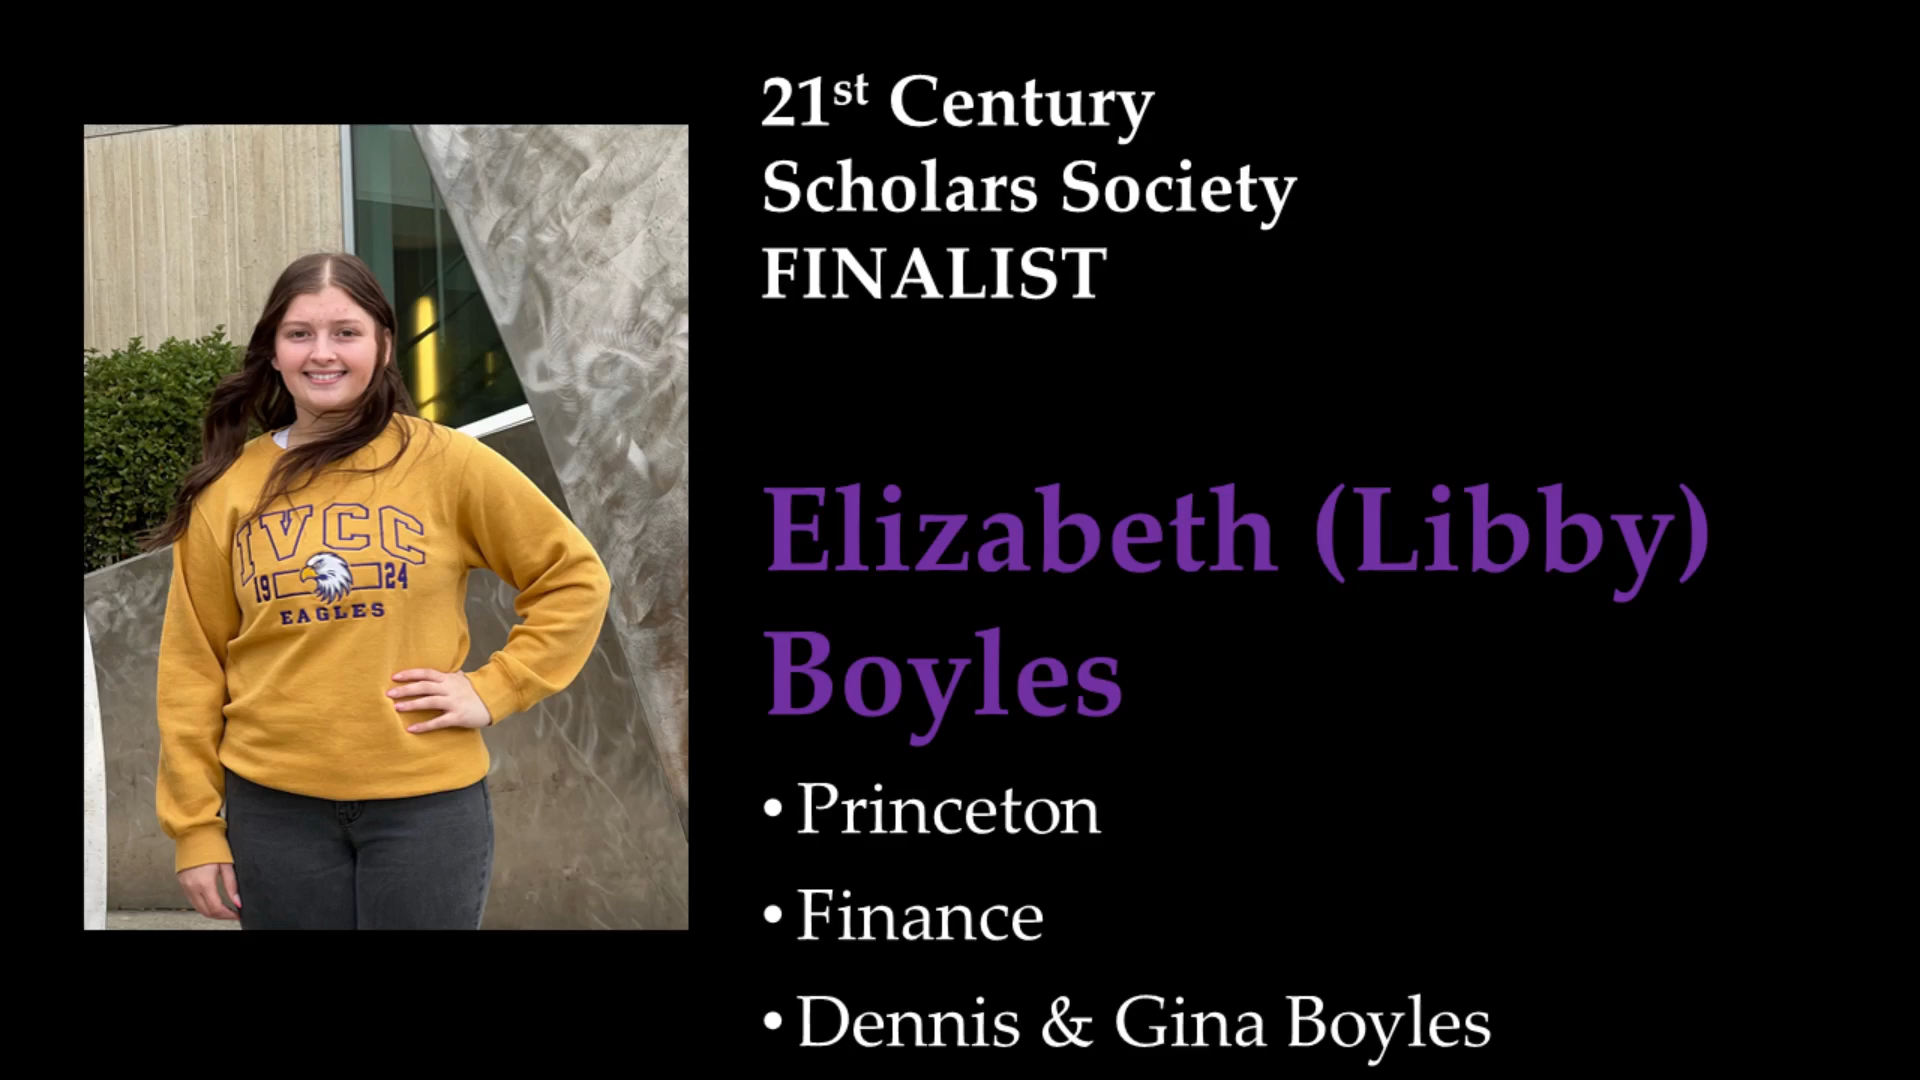 21st Century
Scholars Society
FINALIST
Elizabeth (Libby)
Boyles
• Princeton
• Finance
• Dennis & Gina Boyles
IVCC
19 24
EAGLES